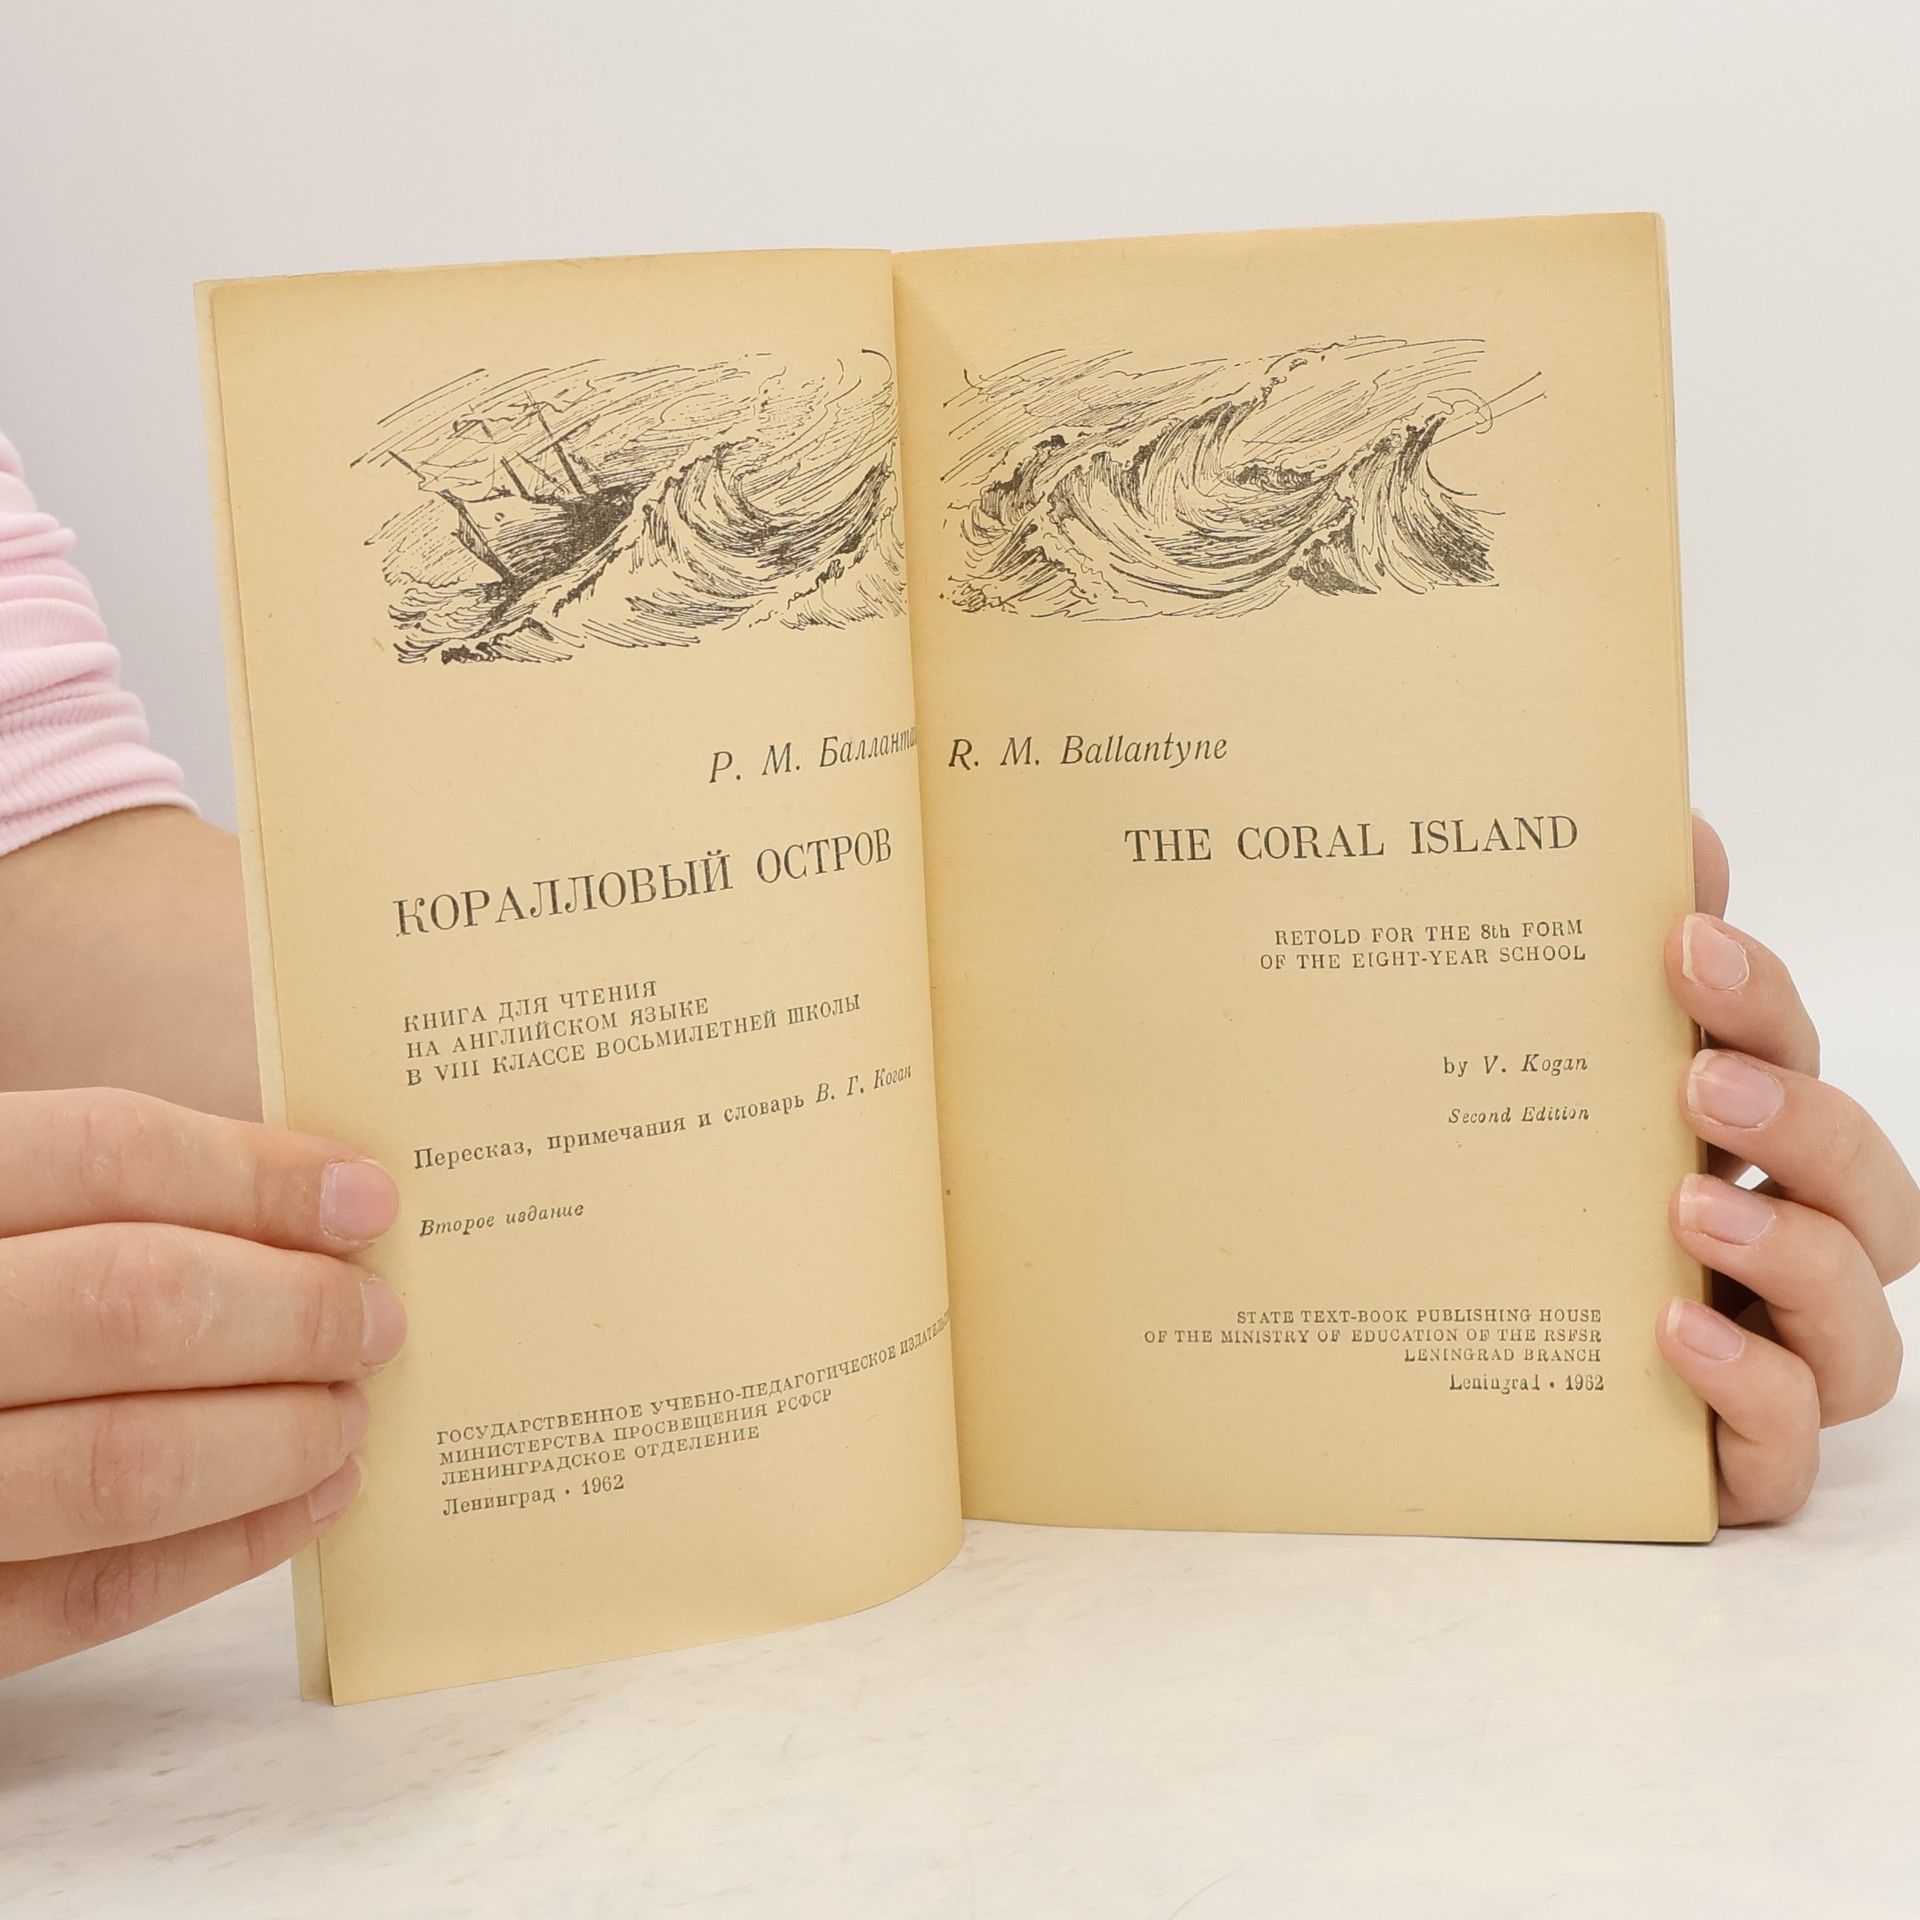 Р. М. 
КОРАЛЛОВЫЙ ОСТРОВ
КНИГА ДЛЯ ЧТЕНИЯ
НА АНГЛИЙСКОМ ЯЗЫКЕ
В VIII КЛАССЕ ВОСЬМИЛЕТНЕЙ ШКОЛЫ
Пересказ, примечания и словарь В. Г. Коган
Второе издание
ГОСУДАРСТВЕННОЕ УЧЕБНО-ПЕДАГОГИЧЕСКОЕ
МИНИСТЕРСТВА ПРОСВЕЩЕНИЯ РСФСР
ЛЕНИНГРАДСКОЕ ОТДЕЛЕНИЕ
Ленинград • 1962
R. M. Ballantyne
THE CORAL ISLAND
RETOLD FOR THE 8th FORM
OF THE EIGHT-YEAR SCHOOL
by V. Kogan
Second Edition
STATE TEXT-BOOK PUBLISHING HOUSE
OF THE MINISTRY OF EDUCATION OF THE RSFSR
LENINGRAD BRANCH
Leningrad • 1962